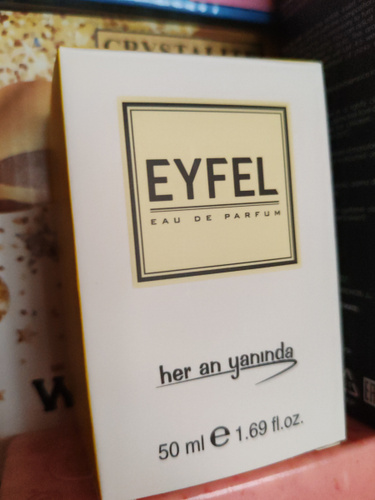 EYFEL
EAU DE PARFUM
her an yanında
50 ml e 1.69 fl.oz.